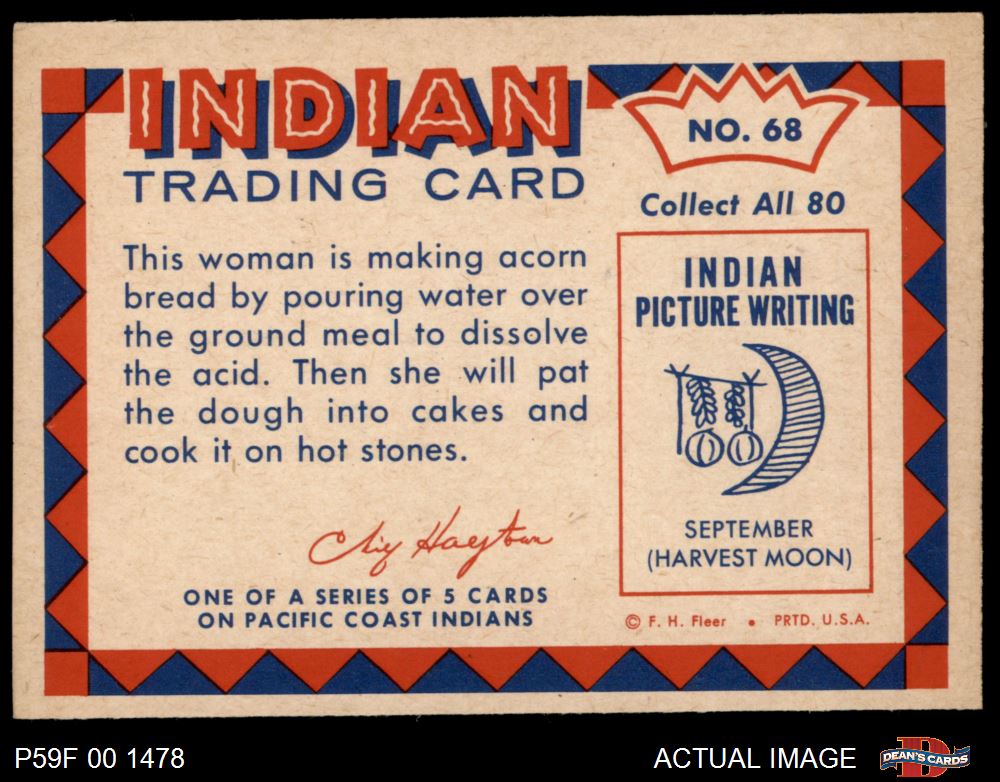 INDIAN
TRADING CARD
NO. 68
Collect All 80
This woman is making acorn
bread by pouring water over
the ground meal to dissolve
the acid. Then she will pat
the dough into cakes and
cook it on hot stones.
Chief Hagstrom
ONE OF A SERIES OF 5 CARDS
ON PACIFIC COAST INDIANS
INDIAN
PICTURE WRITING
SEPTEMBER
(HARVEST MOON)
© F. H. Fleer • PRTD. U.S.A.
P59F 00 1478
ACTUAL IMAGE
DEAN'S CARDS